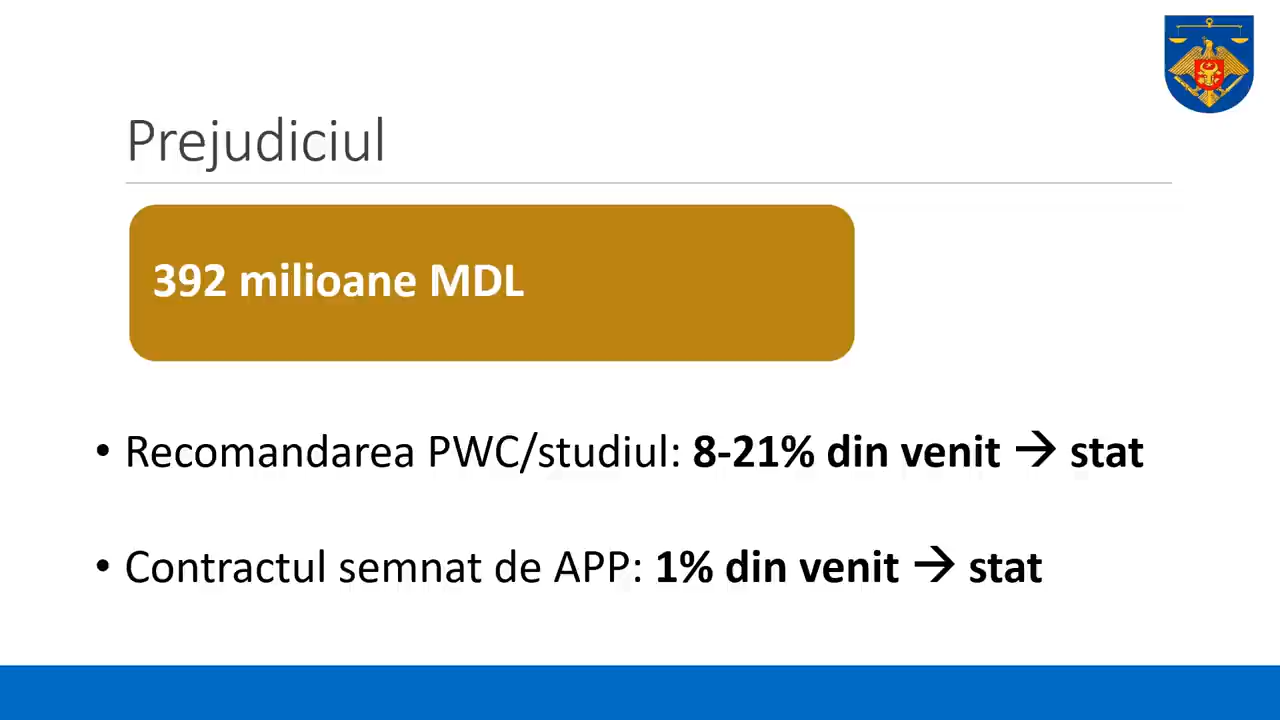 Prejudiciul
392 milioane MDL
• Recomandarea PWC/studiul: 8-21% din venit → stat
• Contractul semnat de APP: 1% din venit → stat